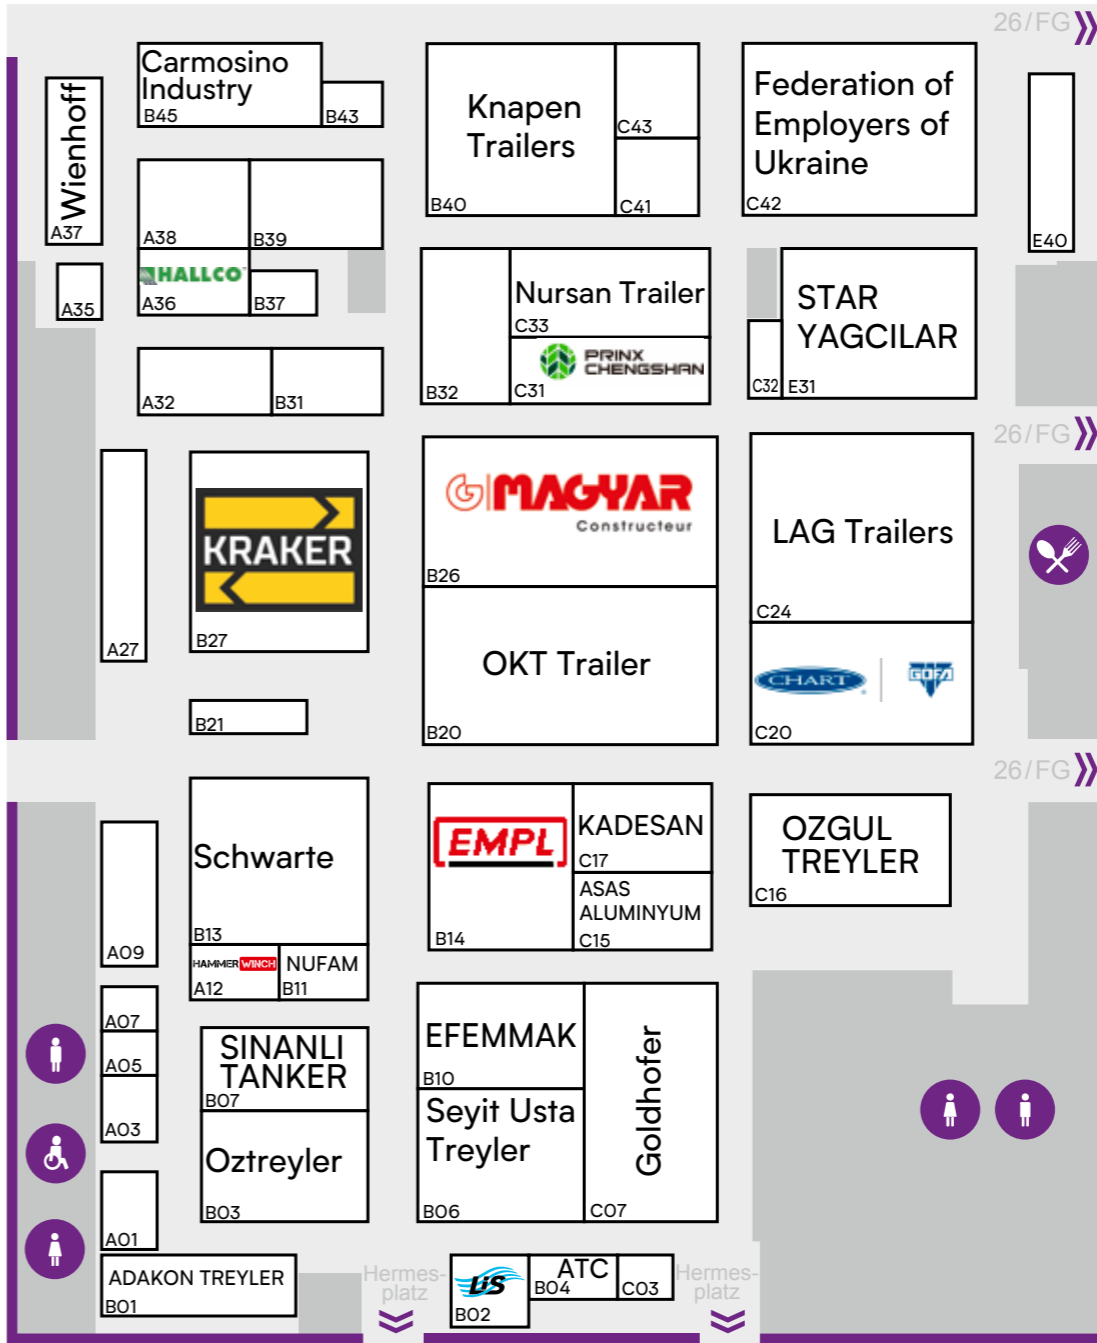 26/FG
Carmosino
Industry
B45
B43
Wienhoff
A37
Knapen
Trailers
B40
C43
C41
Federation of
Employers of
Ukraine
C42
E40
A38
B39
HALLCO
A36
B37
A35
Nursan Trailer
C33
PRINX
CHENGSHAN
C31
B32
STAR
YAGCILAR
C32
E31
A32
B31
26/FG
KRAKER
B27
A27
MAGYAR
Constructeur
B26
LAG Trailers
C24
OKT Trailer
B20
CHART
GOFA
C20
B21
26/FG
Schwarte
B13
EMPL
B14
KADESAN
C17
ASAS
ALUMINYUM
C15
OZGUL
TREYLER
C16
A09
HAMMER WINCH
A12
NUFAM
B11
A07
A05
A03
A01
SINANLI
TANKER
B07
Oztreyler
B03
EFEMMAK
B10
Seyit Usta
Treyler
B06
Goldhofer
C07
ADAKON TREYLER
B01
Hermes-
platz
LiS
B02
ATC
B04
C03
Hermes-
platz